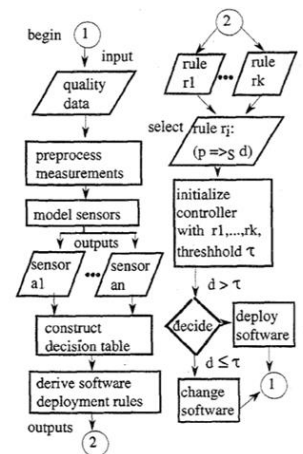 begin
1
input
quality
data
preprocess
measurements
model sensors
outputs
sensor
a1
...
sensor
an
construct
decision table
derive software
deployment rules
outputs
2
2
rule
r1
...
rule
rk
select
rule ri:
(p =>S d)
initialize
controller
with r1,...,rk,
threshhold τ
d > τ
decide
deploy
software
d ≤ τ
change
software
1